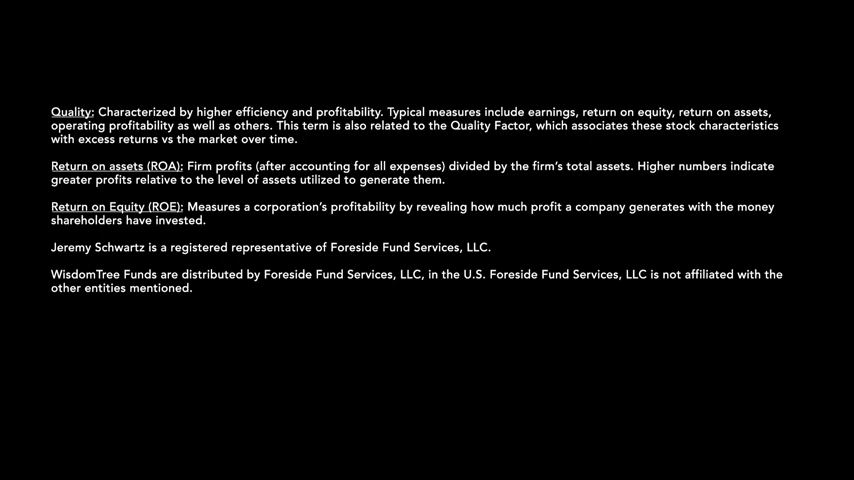 Quality: Characterized by higher efficiency and profitability. Typical measures include earnings, return on equity, return on assets,
operating profitability as well as others. This term is also related to the Quality Factor, which associates these stock characteristics
with excess returns vs the market over time.
Return on assets (ROA): Firm profits (after accounting for all expenses) divided by the firm’s total assets. Higher numbers indicate
greater profits relative to the level of assets utilized to generate them.
Return on Equity (ROE): Measures a corporation’s profitability by revealing how much profit a company generates with the money
shareholders have invested.
Jeremy Schwartz is a registered representative of Foreside Fund Services, LLC.
WisdomTree Funds are distributed by Foreside Fund Services, LLC, in the U.S. Foreside Fund Services, LLC is not affiliated with the
other entities mentioned.